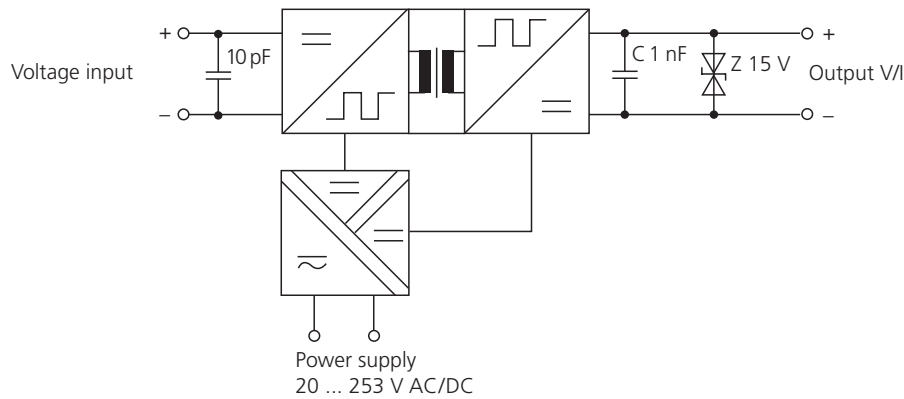 +
10 pF
C 1 nF
Z 15 V
+
Voltage input
Output V/I
–
–
Power supply
20 ... 253 V AC/DC